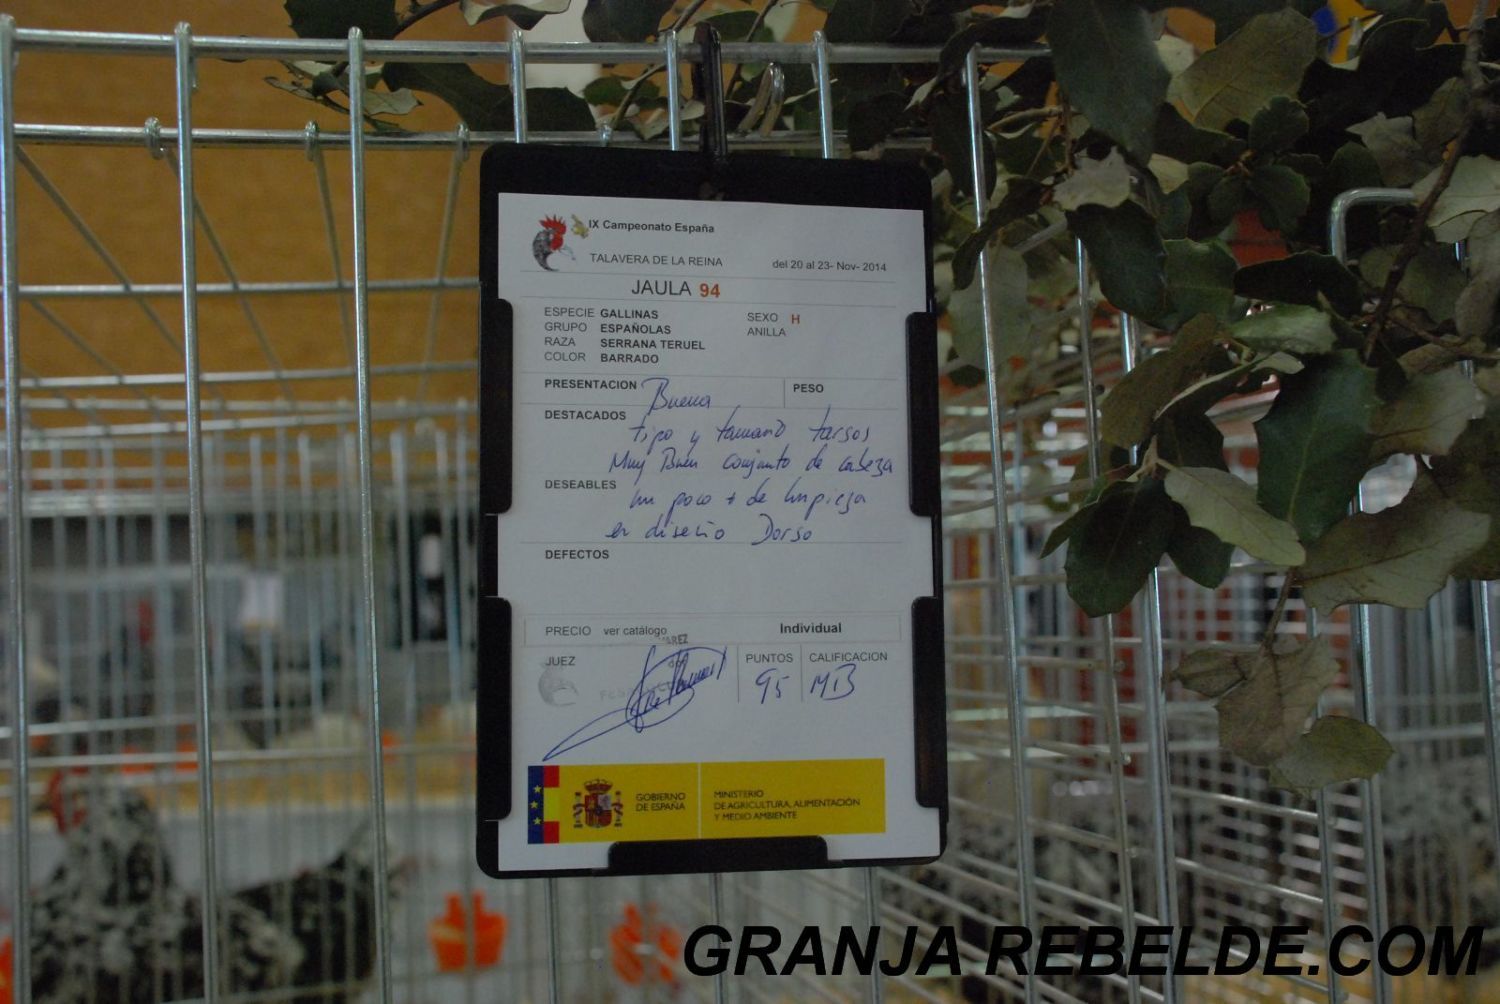 IX Campeonato España
TALAVERA DE LA REINA del 20 al 23- Nov- 2014
JAULA 94
ESPECIE GALLINAS SEXO H
GRUPO ESPAÑOLAS ANILLA
RAZA SERRANA TERUEL
COLOR BARRADO
PRESENTACION Buena PESO
DESTACADOS
tipo y tamaño tarsos
Muy Buen conjunto de cabeza
DESEABLES un poco + de limpieza
en diseño Dorso
DEFECTOS
PRECIO ver catálogo Individual
JUEZ PUNTOS CALIFICACION
95 MB
GOBIERNO
DE ESPAÑA
MINISTERIO
DE AGRICULTURA, ALIMENTACIÓN
Y MEDIO AMBIENTE
GRANJA REBELDE.COM